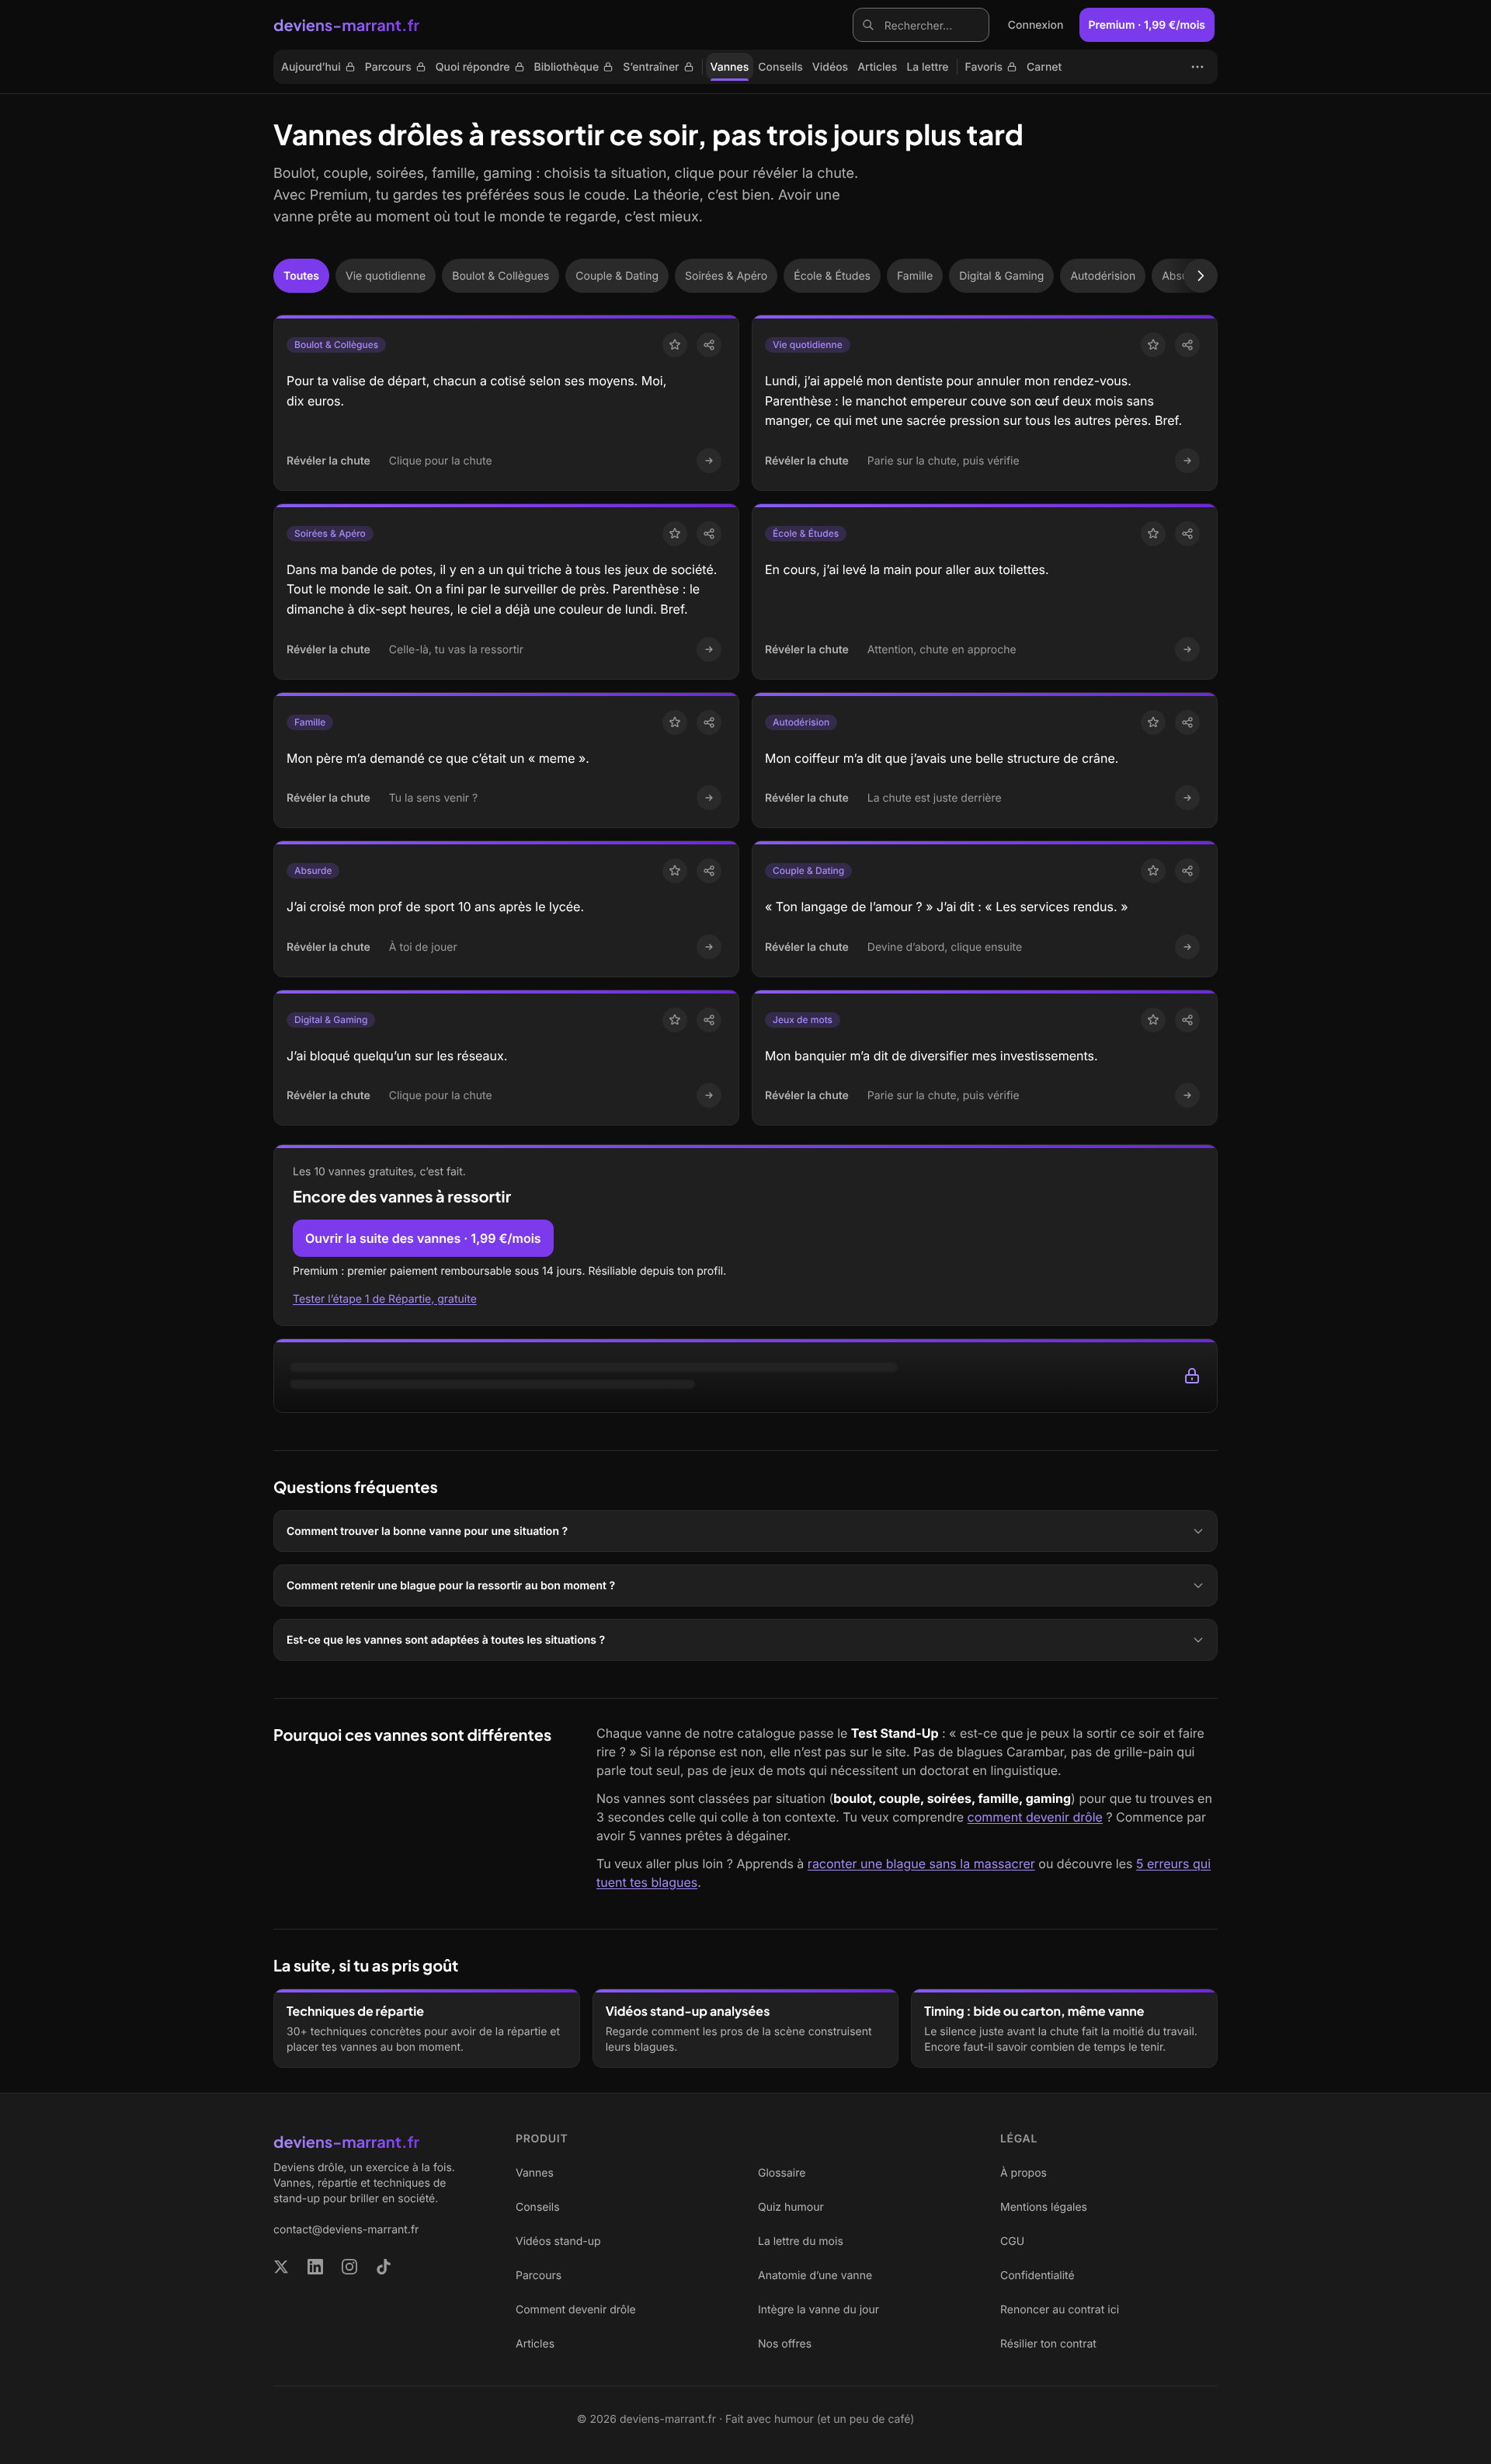 deviens-marrant.fr
Rechercher...
Connexion
Premium · 1,99 €/mois
Aujourd’hui
Parcours
Quoi répondre
Bibliothèque
S’entraîner
Vannes
Conseils
Vidéos
Articles
La lettre
Favoris
Carnet
Vannes drôles à ressortir ce soir, pas trois jours plus tard
Boulot, couple, soirées, famille, gaming : choisis ta situation, clique pour révéler la chute.
Avec Premium, tu gardes tes préférées sous le coude. La théorie, c’est bien. Avoir une
vanne prête au moment où tout le monde te regarde, c’est mieux.
Toutes
Vie quotidienne
Boulot & Collègues
Couple & Dating
Soirées & Apéro
École & Études
Famille
Digital & Gaming
Autodérision
Boulot & Collègues
Pour ta valise de départ, chacun a cotisé selon ses moyens. Moi,
dix euros.
Révéler la chute
Clique pour la chute
Vie quotidienne
Lundi, j’ai appelé mon dentiste pour annuler mon rendez-vous.
Parenthèse : le manchot empereur couve son œuf deux mois sans
manger, ce qui met une sacrée pression sur tous les autres pères. Bref.
Révéler la chute
Parie sur la chute, puis vérifie
Soirées & Apéro
Dans ma bande de potes, il y en a un qui triche à tous les jeux de société.
Tout le monde le sait. On a fini par le surveiller de près. Parenthèse : le
dimanche à dix-sept heures, le ciel a déjà une couleur de lundi. Bref.
Révéler la chute
Celle-là, tu vas la ressortir
École & Études
En cours, j’ai levé la main pour aller aux toilettes.
Révéler la chute
Attention, chute en approche
Famille
Mon père m’a demandé ce que c’était un « meme ».
Révéler la chute
Tu la sens venir ?
Autodérision
Mon coiffeur m’a dit que j’avais une belle structure de crâne.
Révéler la chute
La chute est juste derrière
Absurde
J’ai croisé mon prof de sport 10 ans après le lycée.
Révéler la chute
À toi de jouer
Couple & Dating
« Ton langage de l’amour ? » J’ai dit : « Les services rendus. »
Révéler la chute
Devine d’abord, clique ensuite
Digital & Gaming
J’ai bloqué quelqu’un sur les réseaux.
Révéler la chute
Clique pour la chute
Jeux de mots
Mon banquier m’a dit de diversifier mes investissements.
Révéler la chute
Parie sur la chute, puis vérifie
Les 10 vannes gratuites, c’est fait.
Encore des vannes à ressortir
Ouvrir la suite des vannes · 1,99 €/mois
Premium : premier paiement remboursable sous 14 jours. Résiliable depuis ton profil.
Tester l’étape 1 de Répartie, gratuite
Questions fréquentes
Comment trouver la bonne vanne pour une situation ?
Comment retenir une blague pour la ressortir au bon moment ?
Est-ce que les vannes sont adaptées à toutes les situations ?
Pourquoi ces vannes sont différentes
Chaque vanne de notre catalogue passe le Test Stand-Up : « est-ce que je peux la sortir ce soir et faire
rire ? » Si la réponse est non, elle n’est pas sur le site. Pas de blagues Carambar, pas de grille-pain qui
parle tout seul, pas de jeux de mots qui nécessitent un doctorat en linguistique.
Nos vannes sont classées par situation (boulot, couple, soirées, famille, gaming) pour que tu trouves en
3 secondes celle qui colle à ton contexte. Tu veux comprendre comment devenir drôle ? Commence par
avoir 5 vannes prêtes à dégainer.
Tu veux aller plus loin ? Apprends à raconter une blague sans la massacrer ou découvre les 5 erreurs qui
tuent tes blagues.
La suite, si tu as pris goût
Techniques de répartie
30+ techniques concrètes pour avoir de la répartie et
placer tes vannes au bon moment.
Vidéos stand-up analysées
Regarde comment les pros de la scène construisent
leurs blagues.
Timing : bide ou carton, même vanne
Le silence juste avant la chute fait la moitié du travail.
Encore faut-il savoir combien de temps le tenir.
deviens-marrant.fr
Deviens drôle, un exercice à la fois.
Vannes, répartie et techniques de
stand-up pour briller en société.
contact@deviens-marrant.fr
PRODUIT
Vannes
Conseils
Vidéos stand-up
Parcours
Comment devenir drôle
Articles
Glossaire
Quiz humour
La lettre du mois
Anatomie d’une vanne
Intègre la vanne du jour
Nos offres
LÉGAL
À propos
Mentions légales
CGU
Confidentialité
Renoncer au contrat ici
Résilier ton contrat
© 2026 deviens-marrant.fr · Fait avec humour (et un peu de café)